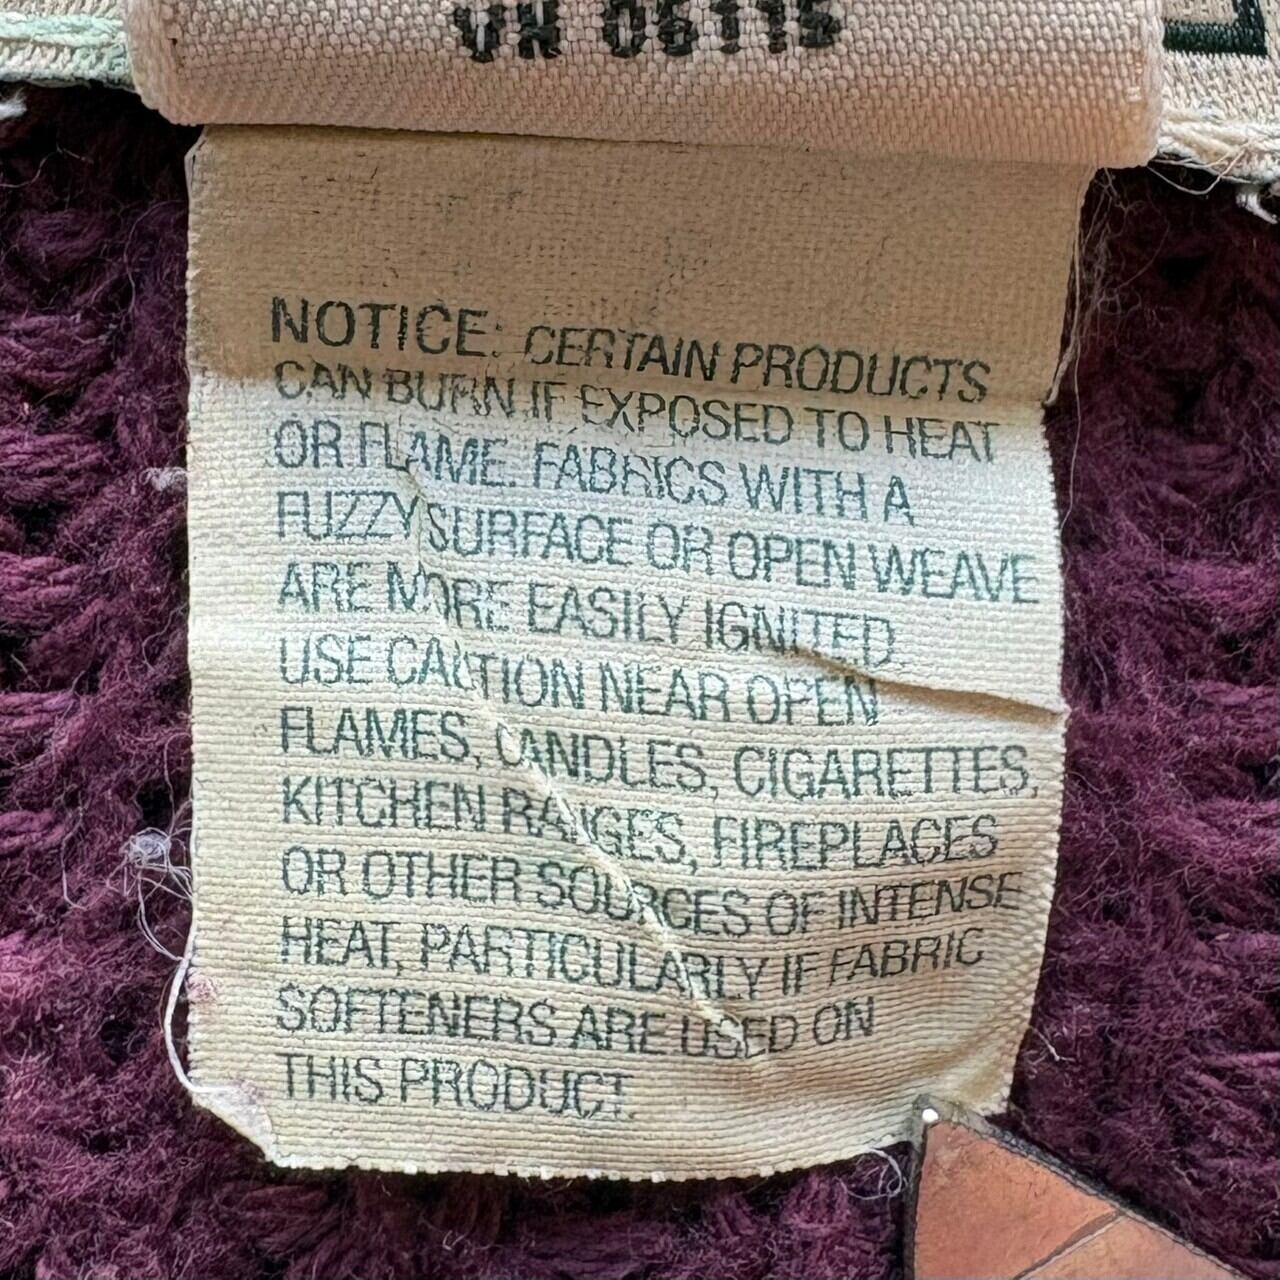 06115
NOTICE: CERTAIN PRODUCTS
CAN BURN IF EXPOSED TO HEAT
OR FLAME. FABRICS WITH A
FUZZY SURFACE OR OPEN WEAVE
ARE MORE EASILY IGNITED.
USE CAUTION NEAR OPEN
FLAMES, CANDLES, CIGARETTES,
KITCHEN RANGES, FIREPLACES
OR OTHER SOURCES OF INTENSE
HEAT, PARTICULARLY IF FABRIC
SOFTENERS ARE USED ON
THIS PRODUCT.